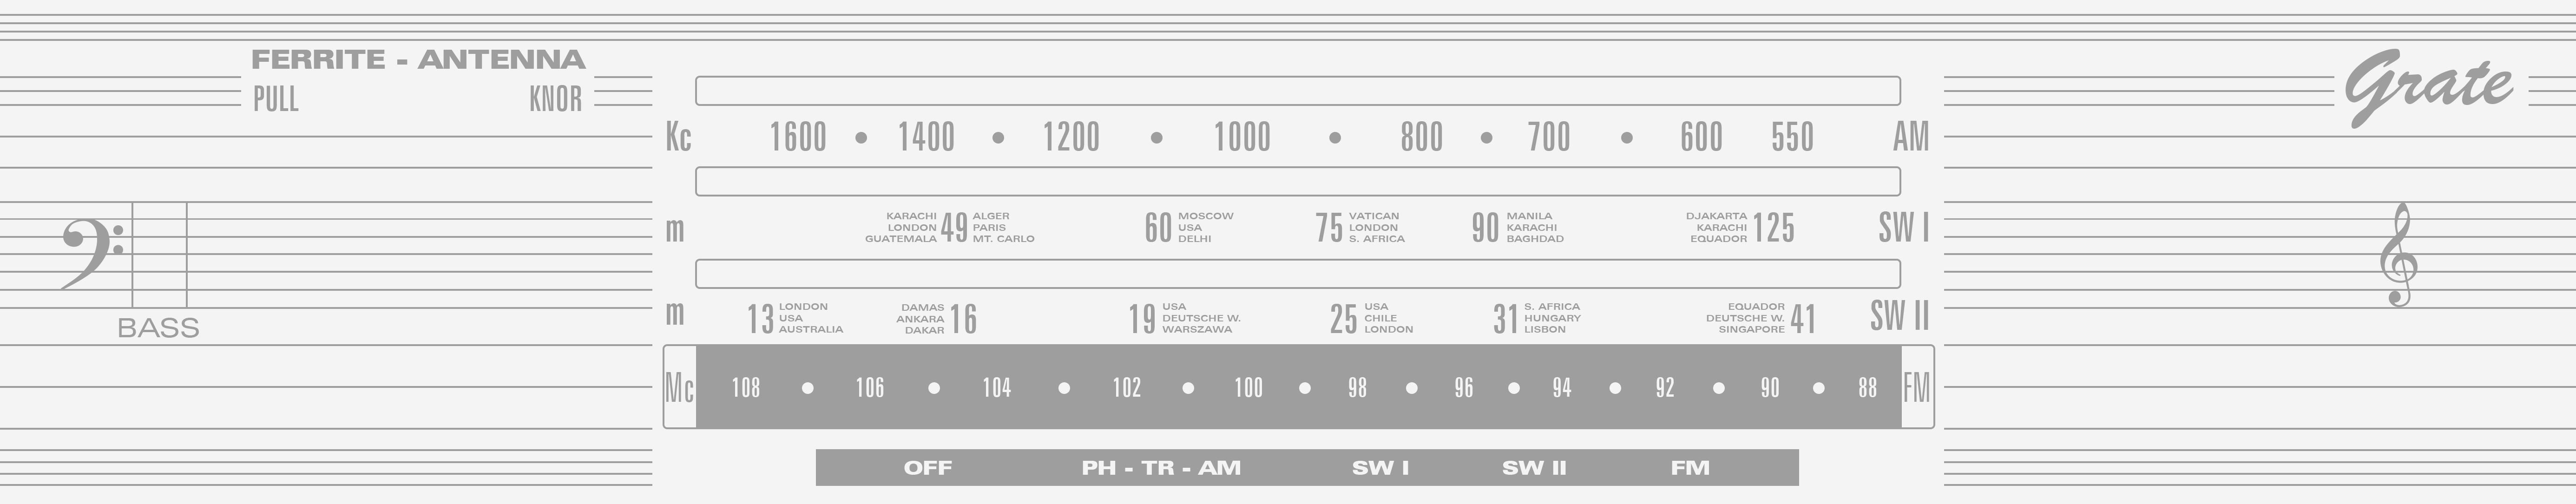 FERRITE - ANTENNA
PULL KNOR
Grate
Kc 1600 • 1400 • 1200 • 1000 • 800 • 700 • 600 550 AM
m KARACHI LONDON GUATEMALA 49 ALGER PARIS MT. CARLO 60 MOSCOW USA DELHI 75 VATICAN LONDON S. AFRICA 90 MANILA KARACHI BAGHDAD DJAKARTA KARACHI EQUADOR 125 SW I
m 13 LONDON USA AUSTRALIA DAMAS ANKARA DAKAR 16 19 USA DEUTSCHE W. WARSZAWA 25 USA CHILE LONDON 31 S. AFRICA HUNGARY LISBON EQUADOR DEUTSCHE W. SINGAPORE 41 SW II
BASS
Mc 108 • 106 • 104 • 102 • 100 • 98 • 96 • 94 • 92 • 90 • 88 FM
OFF PH - TR - AM SW I SW II FM